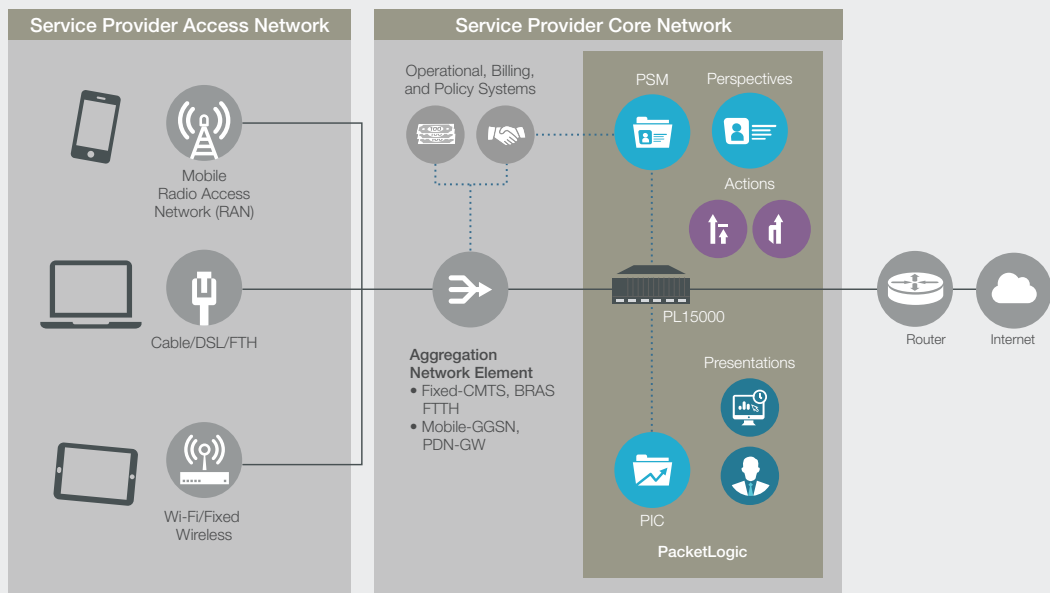 Service Provider Access Network
Mobile
Radio Access
Network (RAN)
Cable/DSL/FTH
Wi-Fi/Fixed
Wireless
Service Provider Core Network
Operational, Billing,
and Policy Systems
100
Aggregation
Network Element
• Fixed-CMTS, BRAS
FTTH
• Mobile-GGSN,
PDN-GW
PSM
Perspectives
Actions
PL15000
Presentations
PIC
PacketLogic
Router
Internet